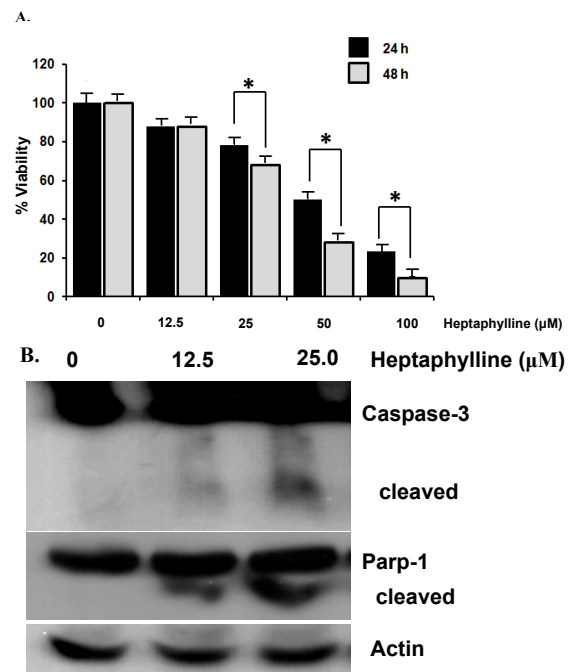 A.
24 h
48 h
120
100
80
60
40
20
0
% Viability
* * *
0 12.5 25 50 100 Heptaphylline (µM)
B. 0 12.5 25.0 Heptaphylline (µM)
Caspase-3
cleaved
Parp-1
cleaved
Actin